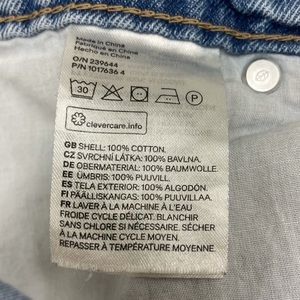 Made in China
Fabriqué en China
Hecho en China
O/N 239644
P/N 1017636 4
30
P
clevercare.info
GB SHELL: 100% COTTON.
CZ SVRCHNÍ LÁTKA: 100% BAVLNA.
DE OBERMATERIAL: 100% BAUMWOLLE.
EE ÜMBRIS: 100% PUUVILL.
ES TELA EXTERIOR: 100% ALGODÓN.
FI PÄÄLLISKANGAS: 100% PUUVILLAA.
FR LAVER À LA MACHINE À L'EAU
FROIDE CYCLE DÉLICAT. BLANCHIR
SANS CHLORE SI NÉCESSAIRE. SÉCHER
À LA MACHINE CYCLE MOYEN.
REPASSER À TEMPÉRATURE MOYENNE.